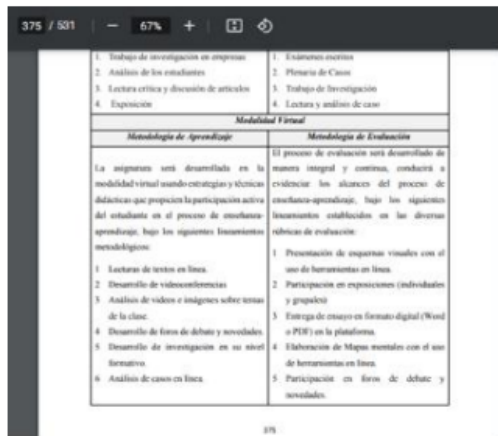 375 / 531
67%
1. Trabajo de investigación en empresas
2. Análisis de los estudiantes
3. Lectura crítica y discusión de artículos
4. Exposición
1. Exámenes escritos
2. Plenaria de Casos
3. Trabajo de Investigación
4. Lectura y análisis de caso
Modalidad Virtual
Metodología de Aprendizaje
Metodología de Evaluación
La asignatura será desarrollada en la
modalidad virtual usando estrategias y técnicas
didácticas que propicien la participación activa
del estudiante en el proceso de enseñanza-
aprendizaje, bajo los siguientes lineamientos
metodológicos:
1 Lecturas de textos en línea.
2 Desarrollo de videoconferencias
3 Análisis de videos e imágenes sobre temas
de la clase.
4 Desarrollo de foros de debate y novedades.
5 Desarrollo de investigación en su nivel
formativo.
6 Análisis de casos en línea.
El proceso de evaluación será desarrollado de
manera integral y continua, conducirá a
evidenciar los alcances del proceso de
enseñanza-aprendizaje, bajo los siguientes
lineamientos establecidos en las diversas
rúbricas de evaluación:
1 Presentación de esquemas visuales con el
uso de herramientas en línea.
2 Participación en exposiciones (individuales
y grupales)
3 Entrega de ensayo en formato digital (Word
o PDF) en la plataforma.
4 Elaboración de Mapas mentales con el uso
de herramientas en línea.
5 Participación en foros de debate y
novedades.
375